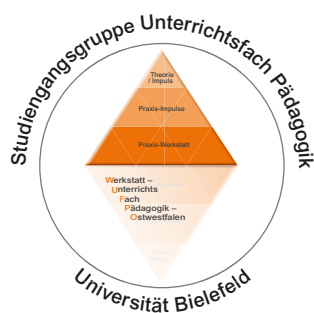 Studiengangsgruppe Unterrichtsfach Pädagogik
Theorie
/ Impuls
Praxis-Impulse
Praxis-Werkstatt
Werkstatt –
Unterrichts
Fach
Pädagogik –
Ostwestfalen
Universität Bielefeld